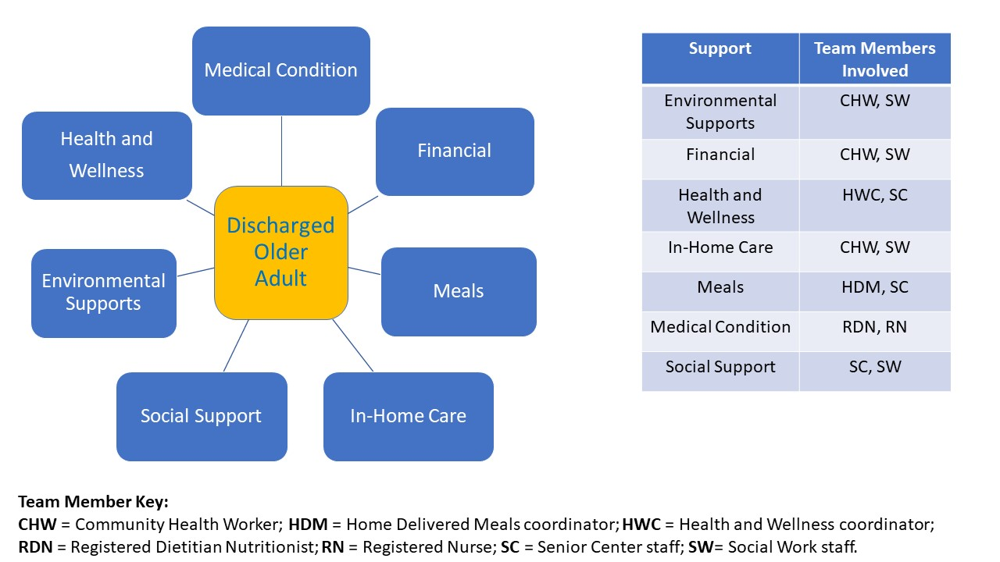 Medical Condition
Health and
Wellness
Financial
Discharged
Older
Adult
Environmental
Supports
Meals
Social Support
In-Home Care
Support
Team Members
Involved
Environmental
Supports
CHW, SW
Financial
CHW, SW
Health and
Wellness
HWC, SC
In-Home Care
CHW, SW
Meals
HDM, SC
Medical Condition
RDN, RN
Social Support
SC, SW
Team Member Key:
CHW = Community Health Worker; HDM = Home Delivered Meals coordinator; HWC = Health and Wellness coordinator;
RDN = Registered Dietitian Nutritionist; RN = Registered Nurse; SC = Senior Center staff; SW= Social Work staff.